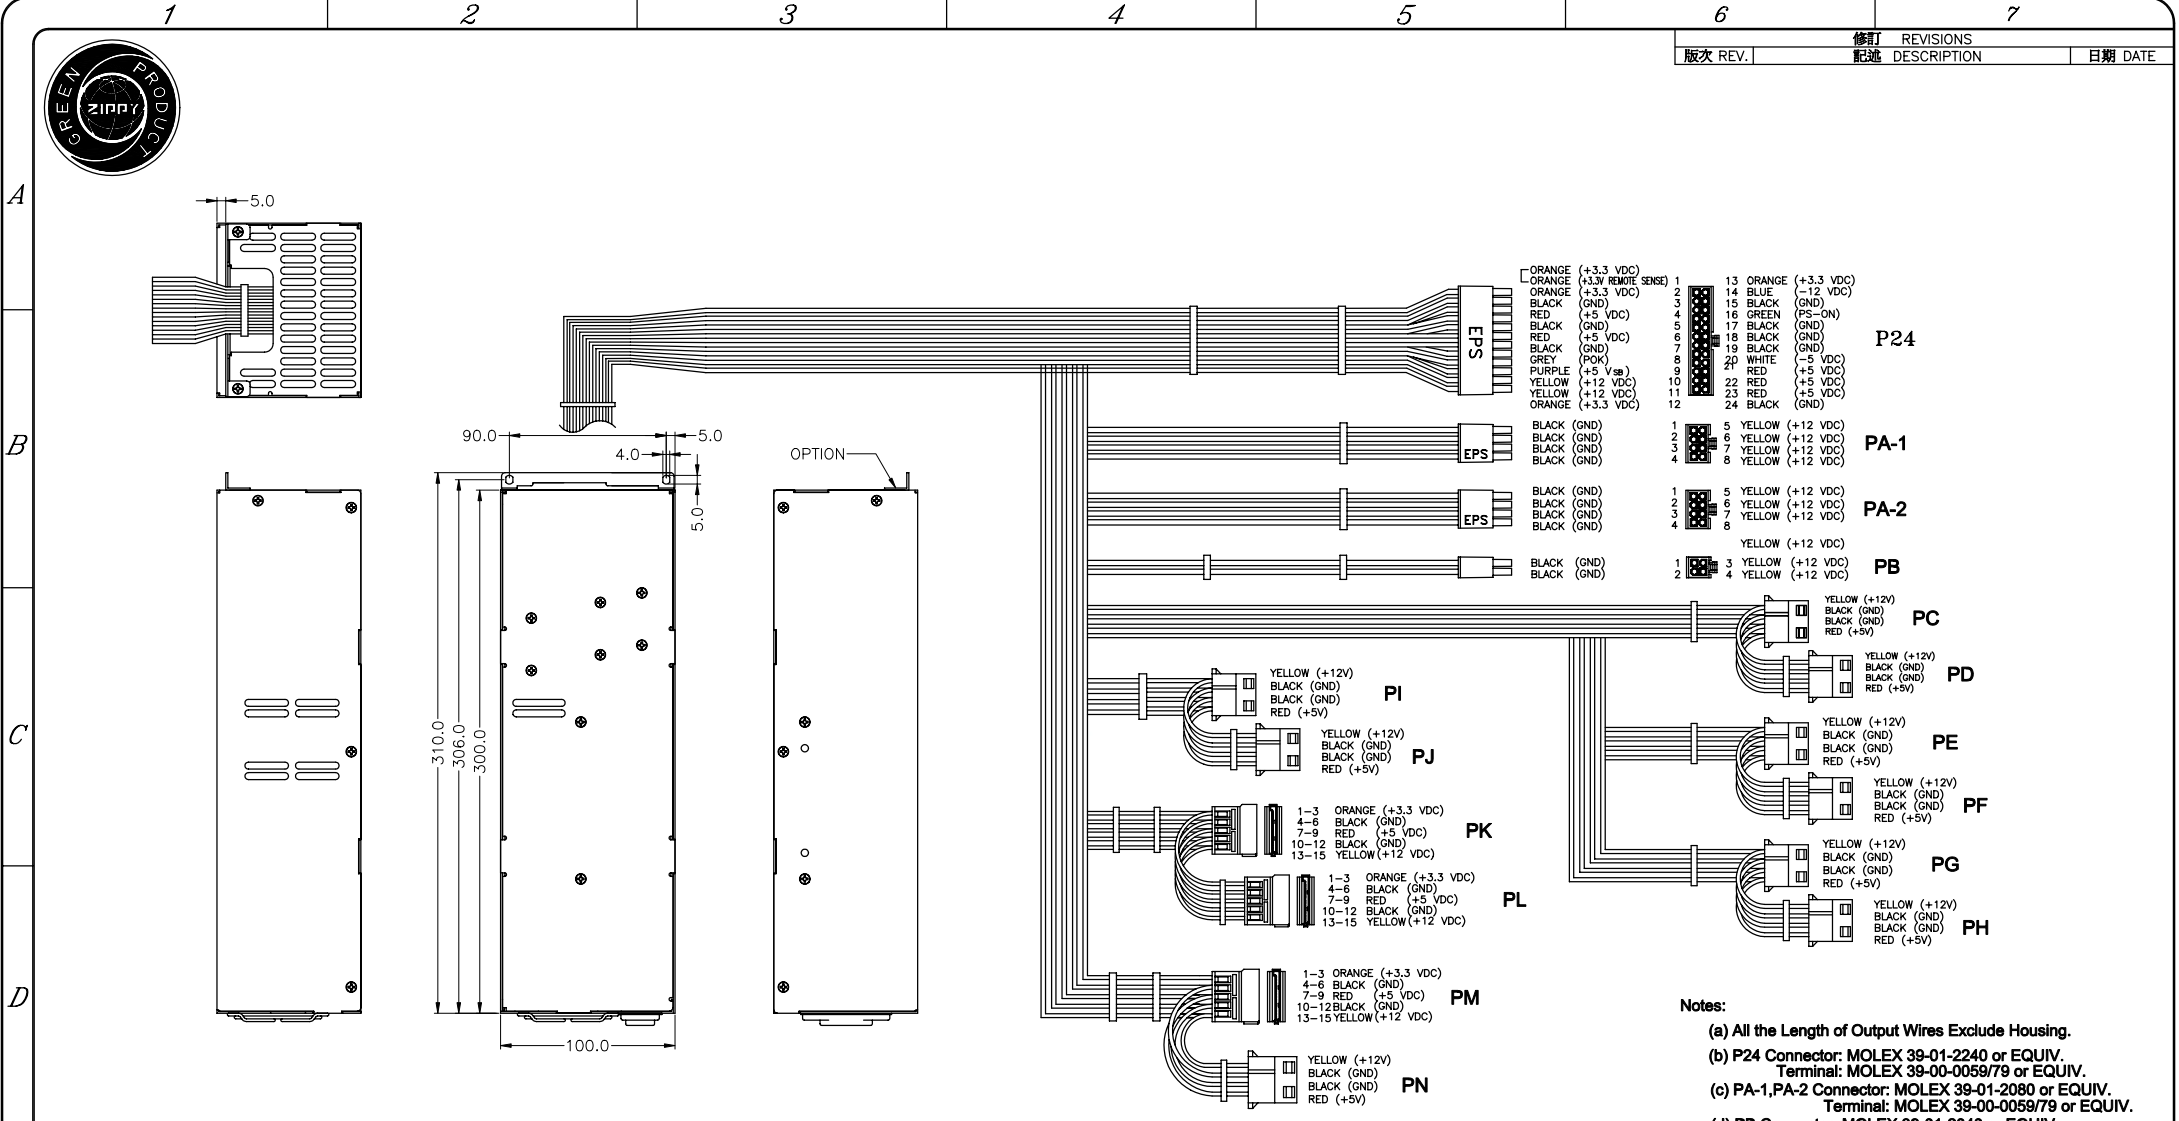 1 2 3 4 5 6 7
修訂 REVISIONS
版次 REV. 記述 DESCRIPTION 日期 DATE
GREEN PRODUCT
ZIPPY
A
B
C
D
5.0
90.0
5.0
4.0
5.0
310.0
306.0
300.0
100.0
OPTION
EPS
ORANGE (+3.3 VDC)
ORANGE (+3.3V REMOTE SENSE) 1
ORANGE (+3.3 VDC) 2
BLACK (GND) 3
RED (+5 VDC) 4
BLACK (GND) 5
RED (+5 VDC) 6
BLACK (GND) 7
GREY (POK) 8
PURPLE (+5 VSB) 9
YELLOW (+12 VDC) 10
YELLOW (+12 VDC) 11
ORANGE (+3.3 VDC) 12
13 ORANGE (+3.3 VDC)
14 BLUE (-12 VDC)
15 BLACK (GND)
16 GREEN (PS-ON)
17 BLACK (GND)
18 BLACK (GND)
19 BLACK (GND)
20 WHITE (-5 VDC)
21 RED (+5 VDC)
22 RED (+5 VDC)
23 RED (+5 VDC)
24 BLACK (GND)
P24
EPS
BLACK (GND) 1
BLACK (GND) 2
BLACK (GND) 3
BLACK (GND) 4
5 YELLOW (+12 VDC)
6 YELLOW (+12 VDC)
7 YELLOW (+12 VDC)
8 YELLOW (+12 VDC)
PA-1
EPS
BLACK (GND) 1
BLACK (GND) 2
BLACK (GND) 3
BLACK (GND) 4
5 YELLOW (+12 VDC)
6 YELLOW (+12 VDC)
7 YELLOW (+12 VDC)
8
YELLOW (+12 VDC)
PA-2
BLACK (GND) 1
BLACK (GND) 2
3 YELLOW (+12 VDC)
4 YELLOW (+12 VDC)
PB
YELLOW (+12V)
BLACK (GND)
BLACK (GND)
RED (+5V)
PC
YELLOW (+12V)
BLACK (GND)
BLACK (GND)
RED (+5V)
PD
YELLOW (+12V)
BLACK (GND)
BLACK (GND)
RED (+5V)
PE
YELLOW (+12V)
BLACK (GND)
BLACK (GND)
RED (+5V)
PF
YELLOW (+12V)
BLACK (GND)
BLACK (GND)
RED (+5V)
PG
YELLOW (+12V)
BLACK (GND)
BLACK (GND)
RED (+5V)
PH
YELLOW (+12V)
BLACK (GND)
BLACK (GND)
RED (+5V)
PI
YELLOW (+12V)
BLACK (GND)
BLACK (GND)
RED (+5V)
PJ
1-3 ORANGE (+3.3 VDC)
4-6 BLACK (GND)
7-9 RED (+5 VDC)
10-12 BLACK (GND)
13-15 YELLOW (+12 VDC)
PK
1-3 ORANGE (+3.3 VDC)
4-6 BLACK (GND)
7-9 RED (+5 VDC)
10-12 BLACK (GND)
13-15 YELLOW (+12 VDC)
PL
1-3 ORANGE (+3.3 VDC)
4-6 BLACK (GND)
7-9 RED (+5 VDC)
10-12 BLACK (GND)
13-15 YELLOW (+12 VDC)
PM
YELLOW (+12V)
BLACK (GND)
BLACK (GND)
RED (+5V)
PN
Notes:
(a) All the Length of Output Wires Exclude Housing.
(b) P24 Connector: MOLEX 39-01-2240 or EQUIV.
Terminal: MOLEX 39-00-0059/79 or EQUIV.
(c) PA-1,PA-2 Connector: MOLEX 39-01-2080 or EQUIV.
Terminal: MOLEX 39-00-0059/79 or EQUIV.